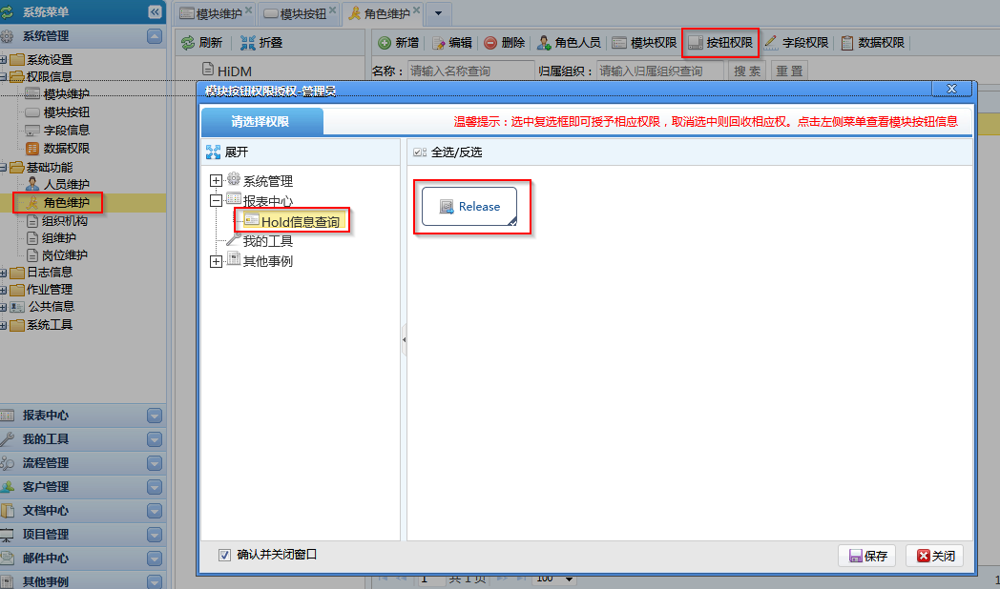 系统菜单
系统管理
系统设置
权限信息
模块维护
模块按钮
字段信息
数据权限
基础功能
人员维护
角色维护
组织机构
组维护
岗位维护
日志信息
作业管理
公共信息
系统工具
报表中心
我的工具
流程管理
客户管理
文档中心
项目管理
邮件中心
其他事例
模块维护 模块按钮 角色维护
刷新 折叠
HiDM
新增 编辑 删除 角色人员 模块权限 按钮权限 字段权限 数据权限
名称： 请输入名称查询 归属组织： 请输入归属组织查询 搜 索 重 置
模块按钮权限授权-管理员
请选择权限
温馨提示：选中复选框即可授予相应权限，取消选中则回收相应权。点击左侧菜单查看模块按钮信息
展开
全选/反选
系统管理
报表中心
Hold信息查询
我的工具
其他事例
Release
确认并关闭窗口
保存 关闭
1 共 1 页 100